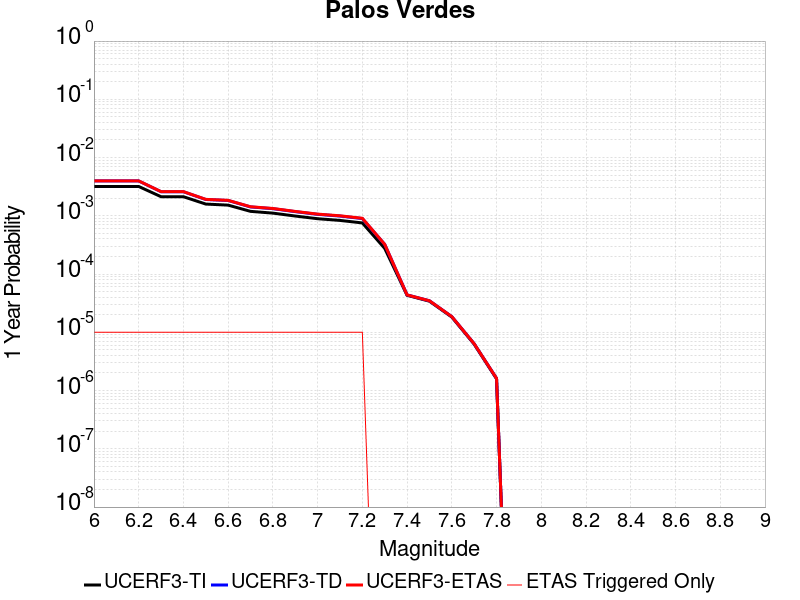 Palos Verdes
10^0
10^-1
10^-2
10^-3
10^-4
10^-5
10^-6
10^-7
10^-8
1 Year Probability
6 6.2 6.4 6.6 6.8 7 7.2 7.4 7.6 7.8 8 8.2 8.4 8.6 8.8 9
Magnitude
UCERF3-TI UCERF3-TD UCERF3-ETAS ETAS Triggered Only